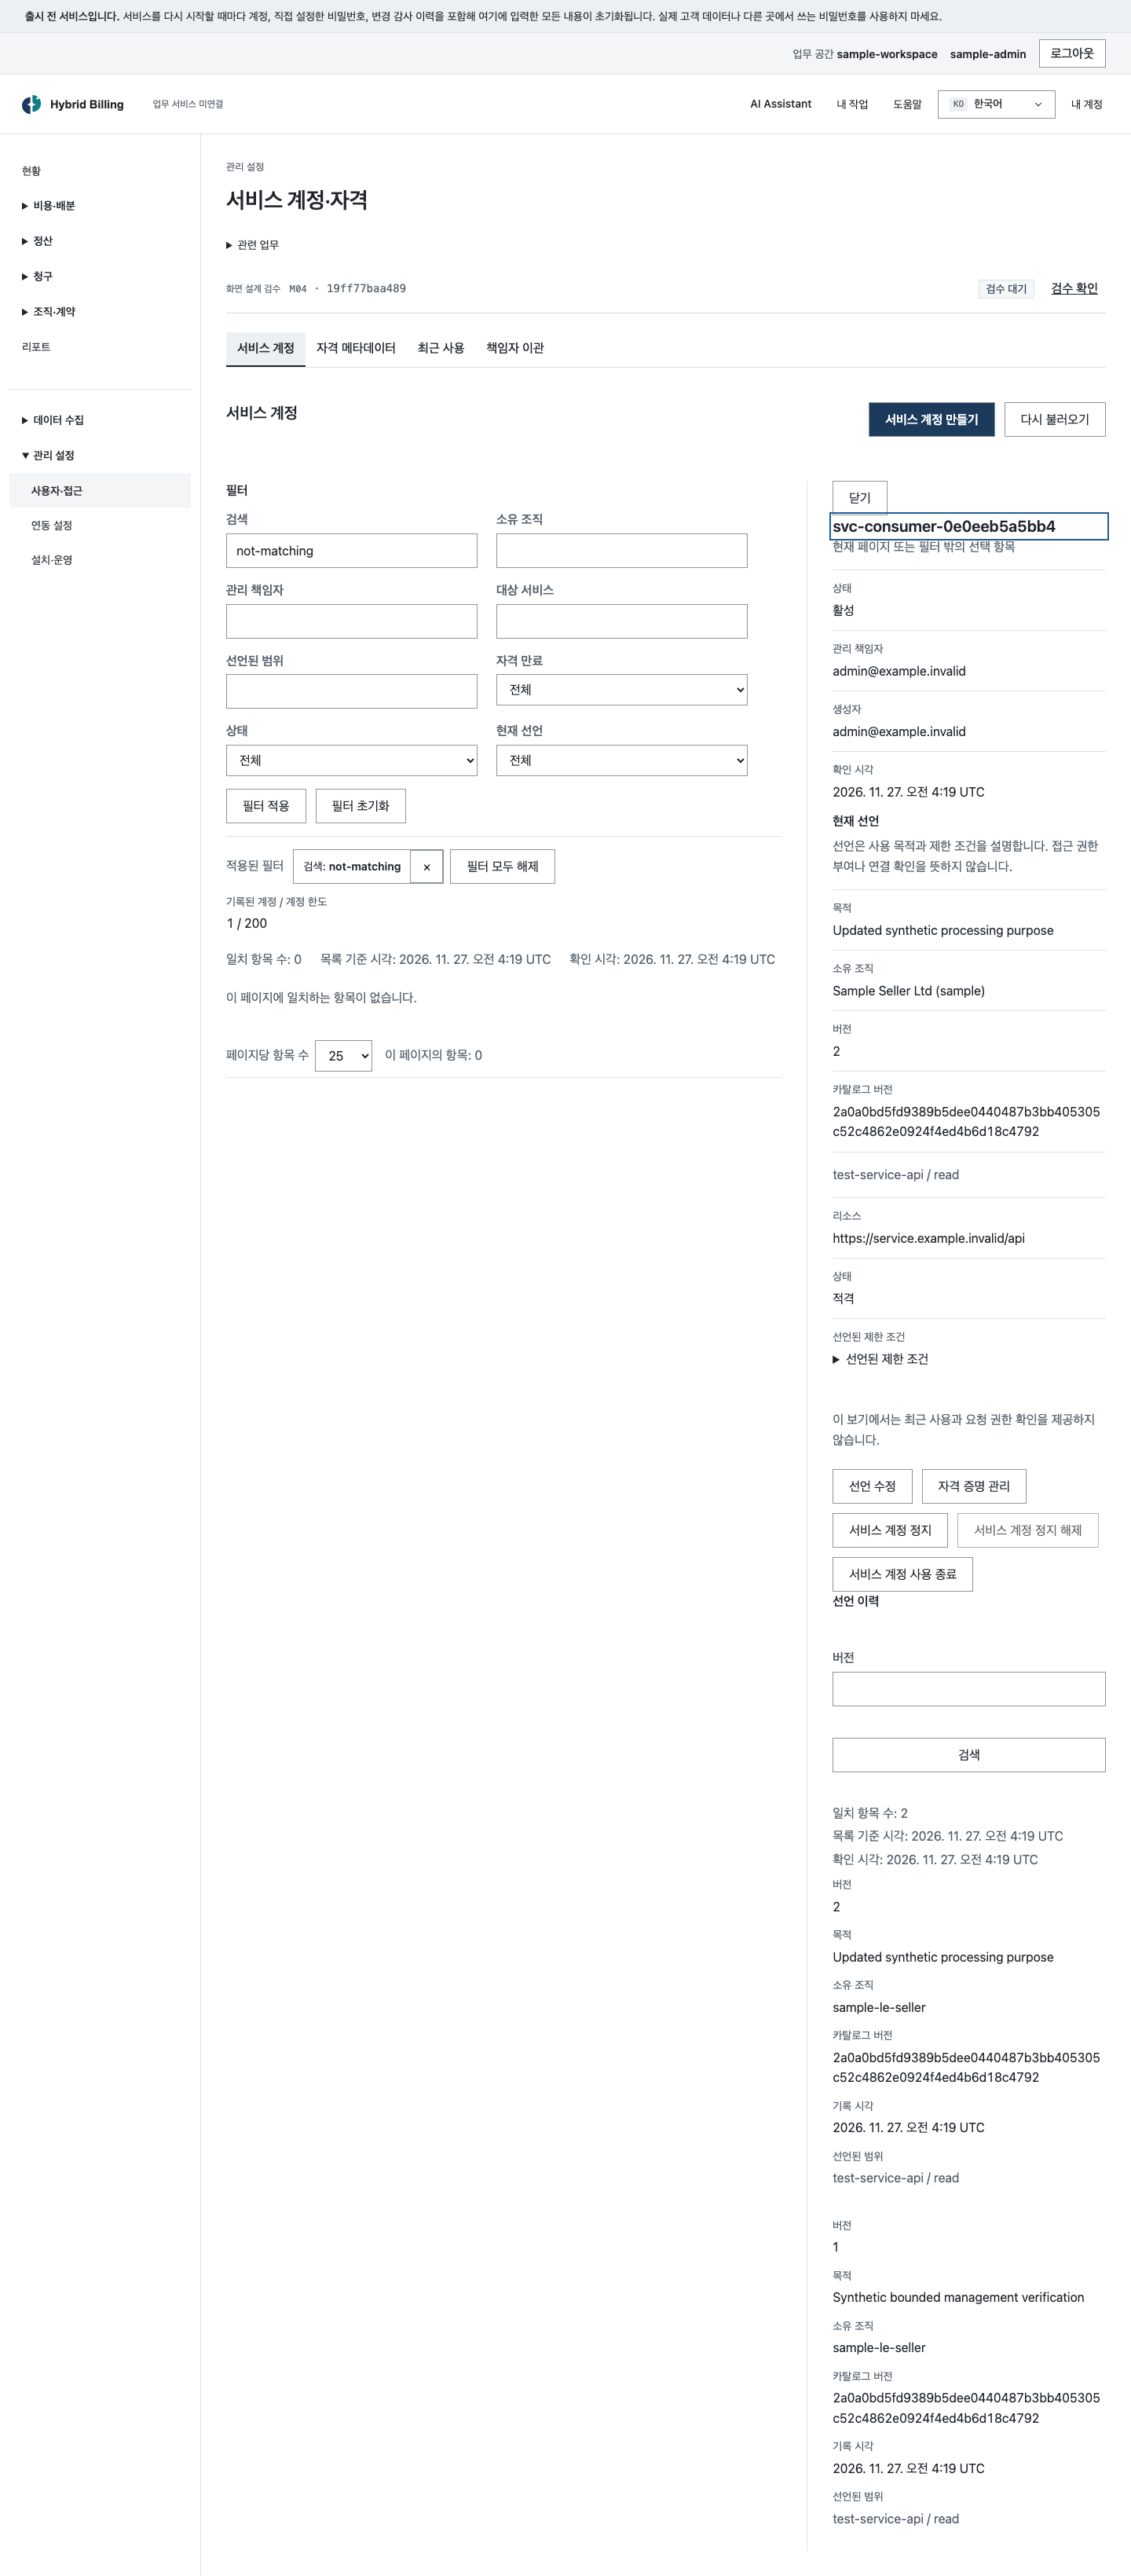 출시 전 서비스입니다. 서비스를 다시 시작할 때마다 계정, 직접 설정한 비밀번호, 변경 감사 이력을 포함해 여기에 입력한 모든 내용이 초기화됩니다. 실제 고객 데이터나 다른 곳에서 쓰는 비밀번호를 사용하지 마세요.
업무 공간 sample-workspace sample-admin 로그아웃
Hybrid Billing 업무 서비스 미연결 AI Assistant 내 작업 도움말 KO 한국어 내 계정
현황
▶ 비용·배분
▶ 정산
▶ 청구
▶ 조직·계약
리포트
▶ 데이터 수집
▼ 관리 설정
사용자·접근
연동 설정
설치·운영
관리 설정
서비스 계정·자격
▶ 관련 업무
화면 설계 검수 M04 · 19ff77baa489 검수 대기 검수 확인
서비스 계정 자격 메타데이터 최근 사용 책임자 이관
서비스 계정 서비스 계정 만들기 다시 불러오기
필터
검색 소유 조직
not-matching
관리 책임자 대상 서비스
선언된 범위 자격 만료
전체
상태 현재 선언
전체 전체
필터 적용 필터 초기화
적용된 필터 검색: not-matching × 필터 모두 해제
기록된 계정 / 계정 한도
1 / 200
일치 항목 수: 0 목록 기준 시각: 2026. 11. 27. 오전 4:19 UTC 확인 시각: 2026. 11. 27. 오전 4:19 UTC
이 페이지에 일치하는 항목이 없습니다.
페이지당 항목 수 25 이 페이지의 항목: 0
닫기
svc-consumer-0e0eeb5a5bb4
현재 페이지 또는 필터 밖의 선택 항목
상태
활성
관리 책임자
admin@example.invalid
생성자
admin@example.invalid
확인 시각
2026. 11. 27. 오전 4:19 UTC
현재 선언
선언은 사용 목적과 제한 조건을 설명합니다. 접근 권한
부여나 연결 확인을 뜻하지 않습니다.
목적
Updated synthetic processing purpose
소유 조직
Sample Seller Ltd (sample)
버전
2
카탈로그 버전
2a0a0bd5fd9389b5dee0440487b3bb405305
c52c4862e0924f4ed4b6d18c4792
test-service-api / read
리소스
https://service.example.invalid/api
상태
적격
선언된 제한 조건
▶ 선언된 제한 조건
이 보기에서는 최근 사용과 요청 권한 확인을 제공하지
않습니다.
선언 수정 자격 증명 관리
서비스 계정 정지 서비스 계정 정지 해제
서비스 계정 사용 종료
선언 이력
버전
검색
일치 항목 수: 2
목록 기준 시각: 2026. 11. 27. 오전 4:19 UTC
확인 시각: 2026. 11. 27. 오전 4:19 UTC
버전
2
목적
Updated synthetic processing purpose
소유 조직
sample-le-seller
카탈로그 버전
2a0a0bd5fd9389b5dee0440487b3bb405305
c52c4862e0924f4ed4b6d18c4792
기록 시각
2026. 11. 27. 오전 4:19 UTC
선언된 범위
test-service-api / read
버전
1
목적
Synthetic bounded management verification
소유 조직
sample-le-seller
카탈로그 버전
2a0a0bd5fd9389b5dee0440487b3bb405305
c52c4862e0924f4ed4b6d18c4792
기록 시각
2026. 11. 27. 오전 4:19 UTC
선언된 범위
test-service-api / read